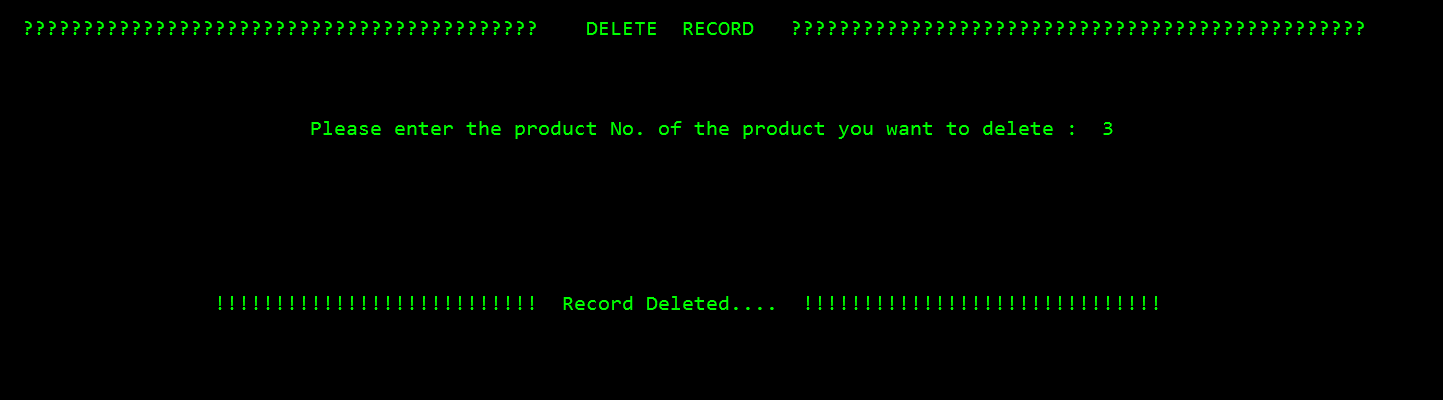 ??????????????????????????????????????????? DELETE RECORD ????????????????????????????????????????????????
Please enter the product No. of the product you want to delete : 3
!!!!!!!!!!!!!!!!!!!!!!!!!!! Record Deleted.... !!!!!!!!!!!!!!!!!!!!!!!!!!!!!!